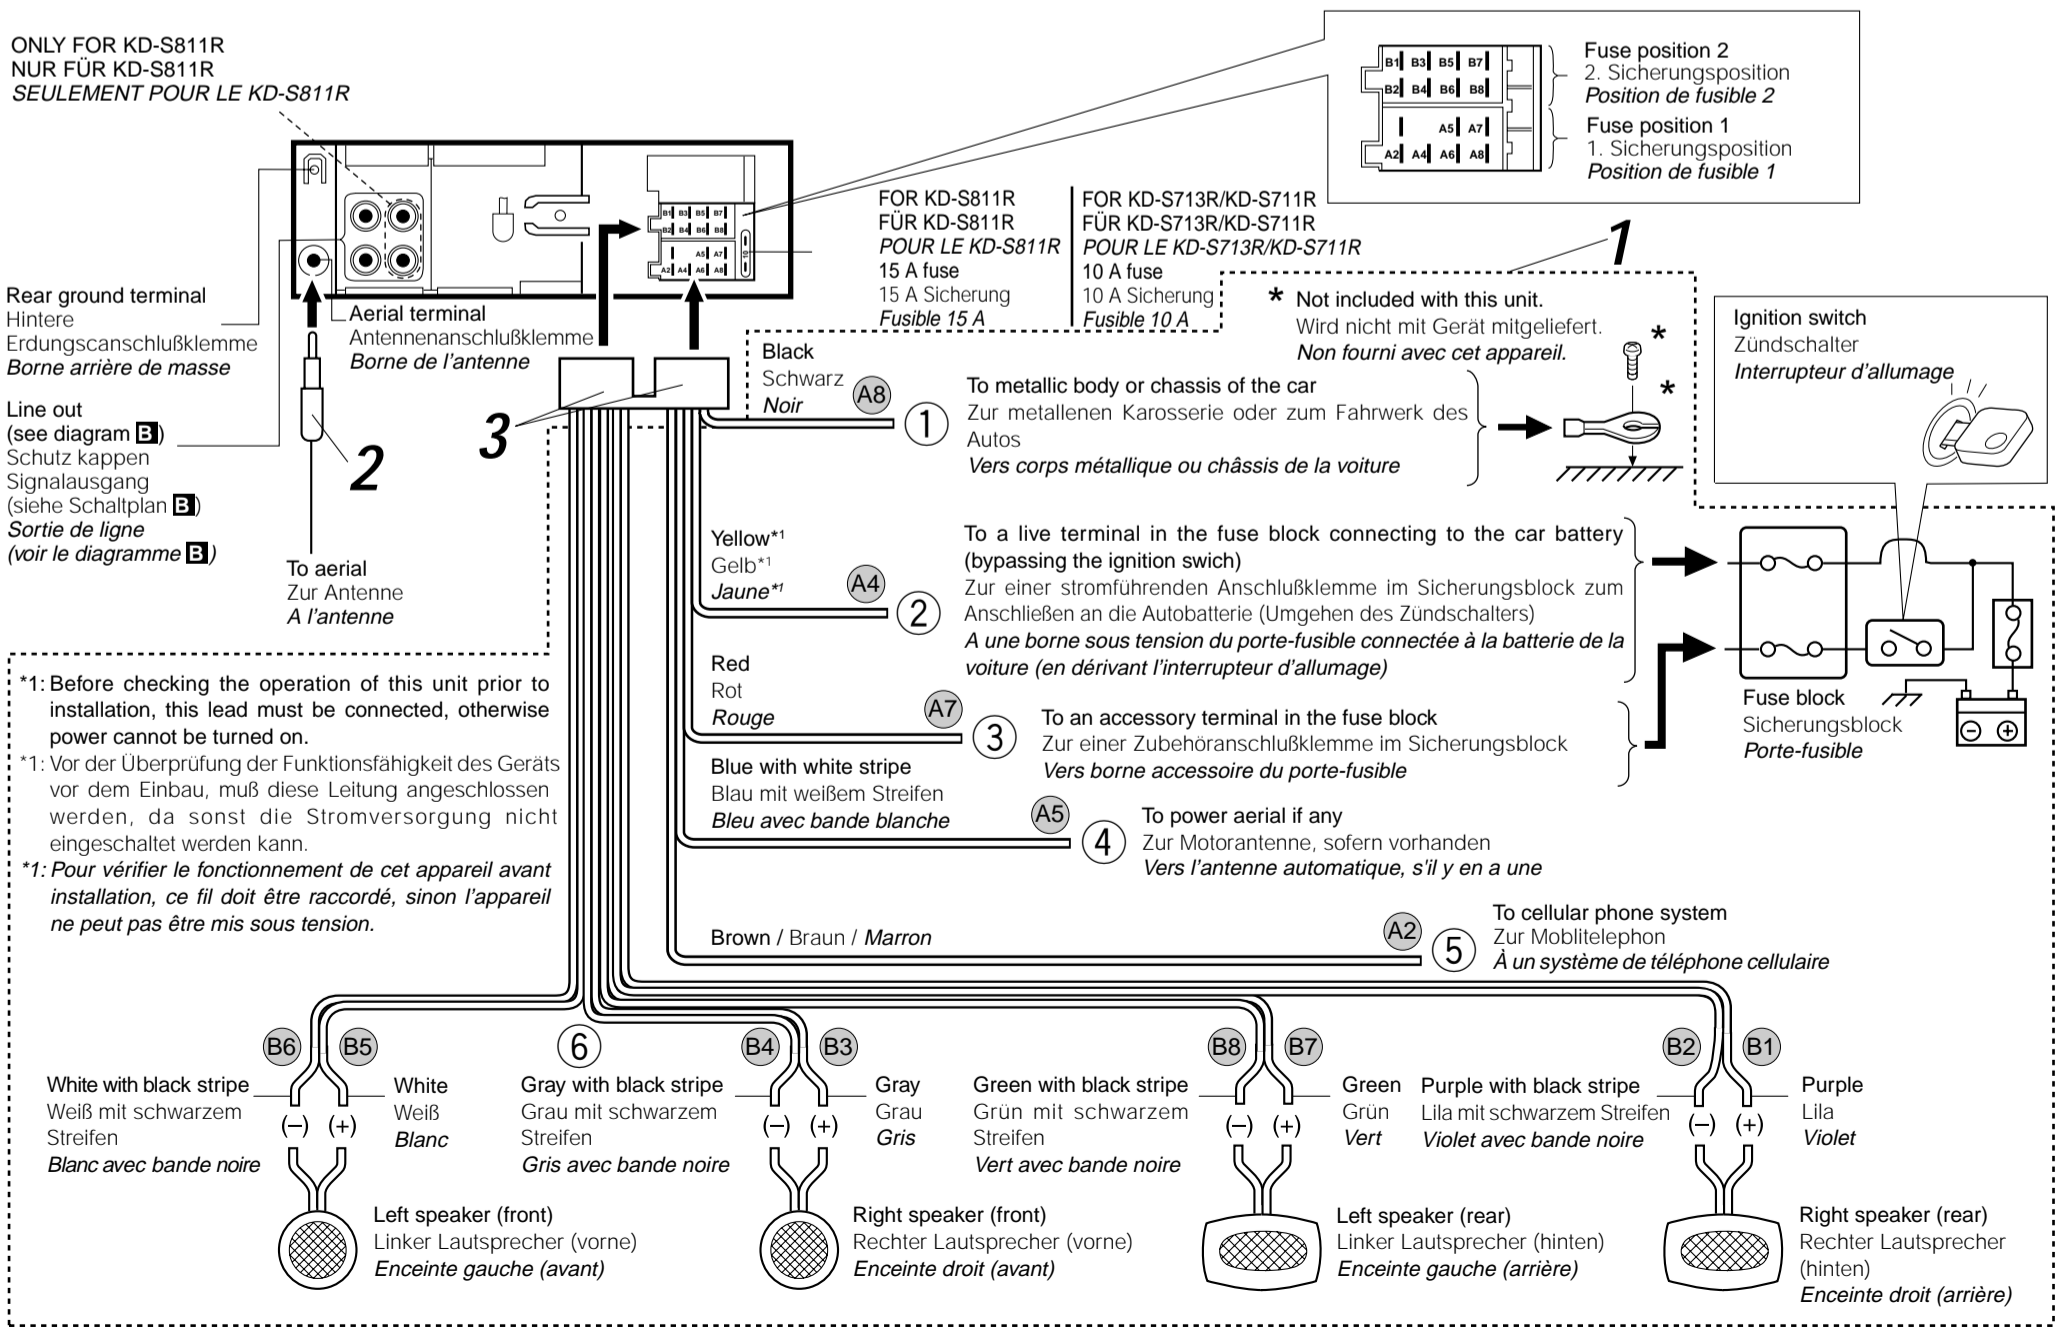 ONLY FOR KD-S811R
NUR FÜR KD-S811R
SEULEMENT POUR LE KD-S811R
B1 B3 B5 B7
B2 B4 B6 B8
A5 A7
A2 A4 A6 A8
Fuse position 2
2. Sicherungsposition
Position de fusible 2
Fuse position 1
1. Sicherungsposition
Position de fusible 1
B1 B3 B5 B7
B2 B4 B6 B8
A5 A7
A2 A4 A6 A8
10
FOR KD-S811R
FÜR KD-S811R
POUR LE KD-S811R
15 A fuse
15 A Sicherung
Fusible 15 A
FOR KD-S713R/KD-S711R
FÜR KD-S713R/KD-S711R
POUR LE KD-S713R/KD-S711R
10 A fuse
10 A Sicherung
Fusible 10 A
1
* Not included with this unit.
Wird nicht mit Gerät mitgeliefert.
Non fourni avec cet appareil.
*
*
Ignition switch
Zündschalter
Interrupteur d'allumage
Rear ground terminal
Hintere
Erdungscanschlußklemme
Borne arrière de masse
Aerial terminal
Antennenanschlußklemme
Borne de l'antenne
Line out
(see diagram B)
Schutz kappen
Signalausgang
(siehe Schaltplan B)
Sortie de ligne
(voir le diagramme B)
2
3
To aerial
Zur Antenne
A l'antenne
Black
Schwarz
Noir
A8
1
To metallic body or chassis of the car
Zur metallenen Karosserie oder zum Fahrwerk des
Autos
Vers corps métallique ou châssis de la voiture
Yellow*1
Gelb*1
Jaune*1
A4
2
To a live terminal in the fuse block connecting to the car battery
(bypassing the ignition swich)
Zur einer stromführenden Anschlußklemme im Sicherungsblock zum
Anschließen an die Autobatterie (Umgehen des Zündschalters)
A une borne sous tension du porte-fusible connectée à la batterie de la
voiture (en dérivant l'interrupteur d'allumage)
Red
Rot
Rouge
A7
3
To an accessory terminal in the fuse block
Zur einer Zubehöranschlußklemme im Sicherungsblock
Vers borne accessoire du porte-fusible
Fuse block
Sicherungsblock
Porte-fusible
− +
*1: Before checking the operation of this unit prior to
installation, this lead must be connected, otherwise
power cannot be turned on.
*1: Vor der Überprüfung der Funktionsfähigkeit des Geräts
vor dem Einbau, muß diese Leitung angeschlossen
werden, da sonst die Stromversorgung nicht
eingeschaltet werden kann.
*1: Pour vérifier le fonctionnement de cet appareil avant
installation, ce fil doit être raccordé, sinon l'appareil
ne peut pas être mis sous tension.
Blue with white stripe
Blau mit weißem Streifen
Bleu avec bande blanche
A5
4
To power aerial if any
Zur Motorantenne, sofern vorhanden
Vers l'antenne automatique, s'il y en a une
Brown / Braun / Marron
A2
5
To cellular phone system
Zur Moblitelephon
À un système de téléphone cellulaire
6
B6 B5
White with black stripe
Weiß mit schwarzem
Streifen
Blanc avec bande noire
White
Weiß
Blanc
(−) (+)
Left speaker (front)
Linker Lautsprecher (vorne)
Enceinte gauche (avant)
B4 B3
Gray with black stripe
Grau mit schwarzem
Streifen
Gris avec bande noire
Gray
Grau
Gris
(−) (+)
Right speaker (front)
Rechter Lautsprecher (vorne)
Enceinte droit (avant)
B8 B7
Green with black stripe
Grün mit schwarzem
Streifen
Vert avec bande noire
Green
Grün
Vert
(−) (+)
Left speaker (rear)
Linker Lautsprecher (hinten)
Enceinte gauche (arrière)
B2 B1
Purple with black stripe
Lila mit schwarzem Streifen
Violet avec bande noire
Purple
Lila
Violet
(−) (+)
Right speaker (rear)
Rechter Lautsprecher
(hinten)
Enceinte droit (arrière)